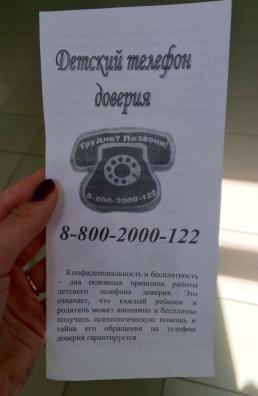 Детский телефон
доверия
Трудно? Позвони!
8-800-2000-122
8-800-2000-122
Конфиденциальность и бесплатность
– два основных принципа работы
детского телефона доверия. Это
означает, что каждый ребенок и
родитель может анонимно и бесплатно
получить психологическую помощь и
тайна его обращения на телефон
доверия гарантируется.